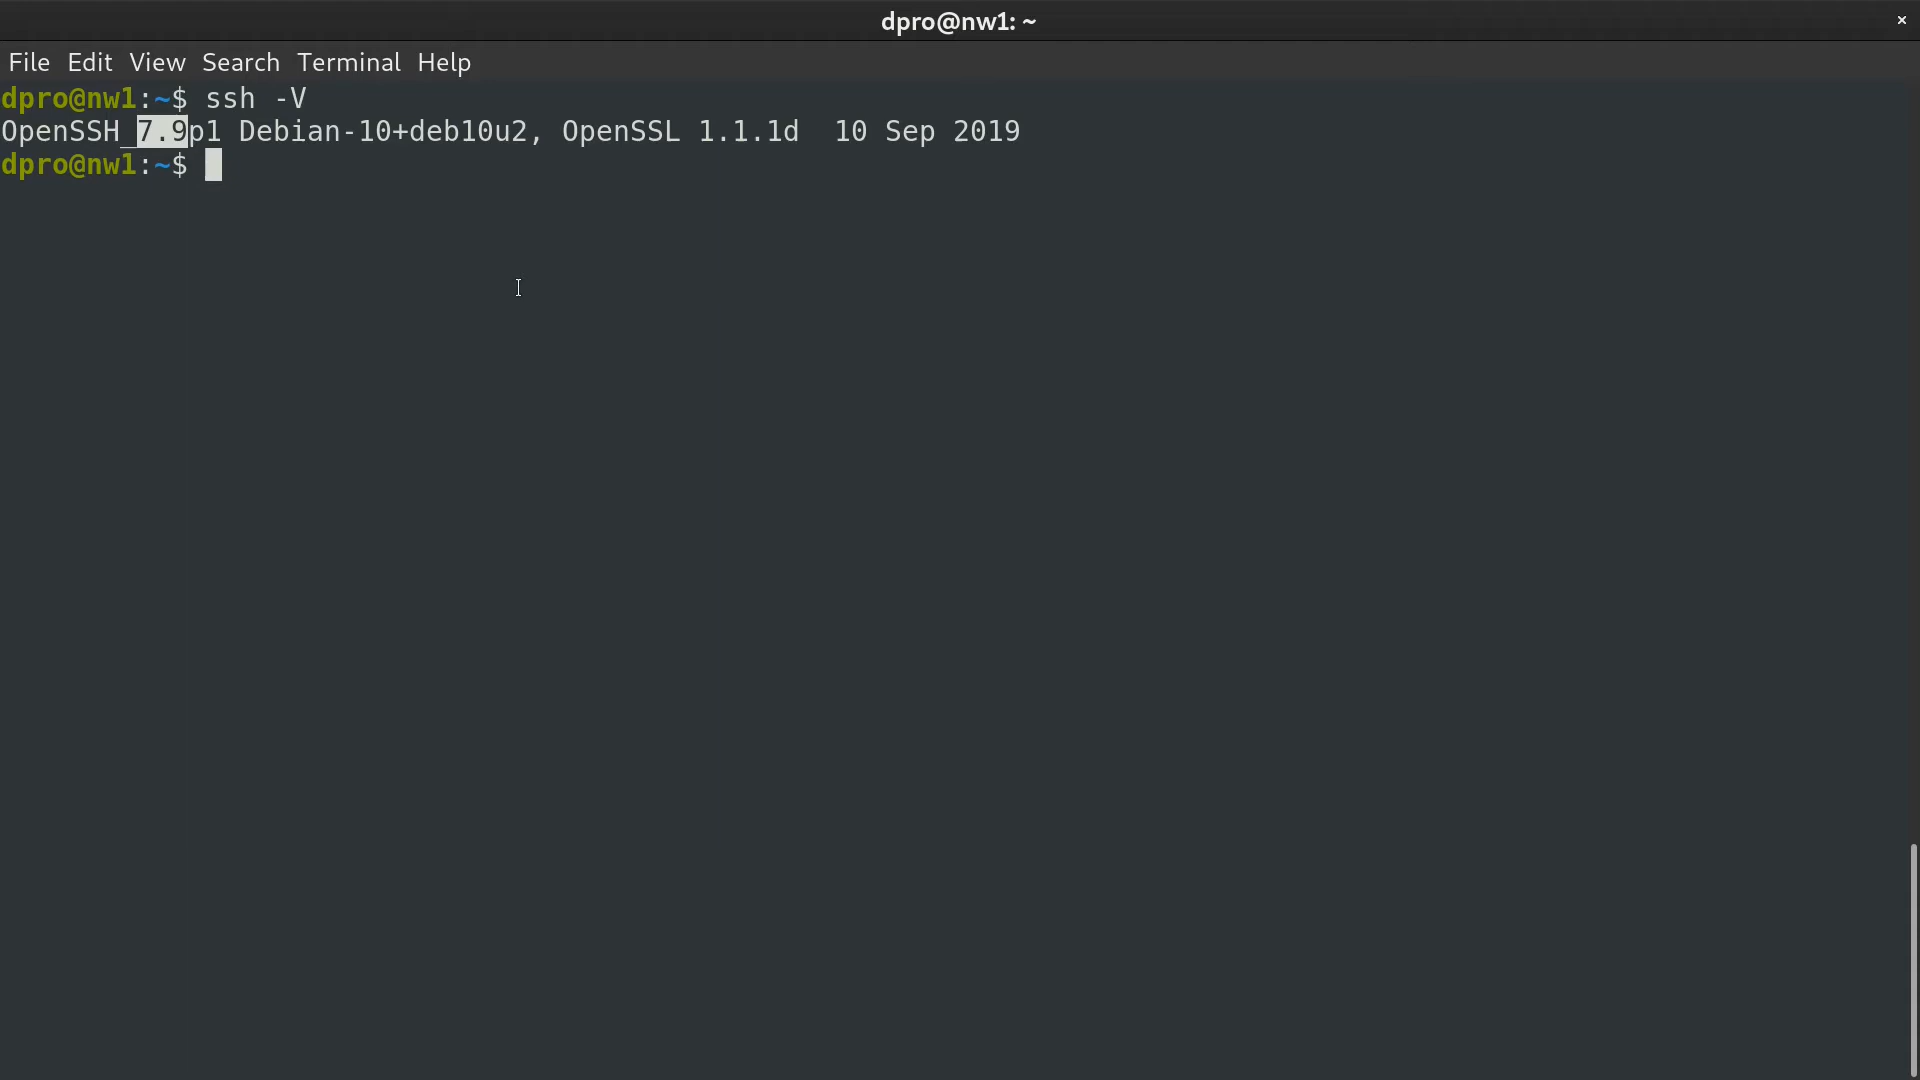 dpro@nw1: ~ ×
File Edit View Search Terminal Help
dpro@nw1:~$ ssh -V
OpenSSH_7.9p1 Debian-10+deb10u2, OpenSSL 1.1.1d  10 Sep 2019
dpro@nw1:~$